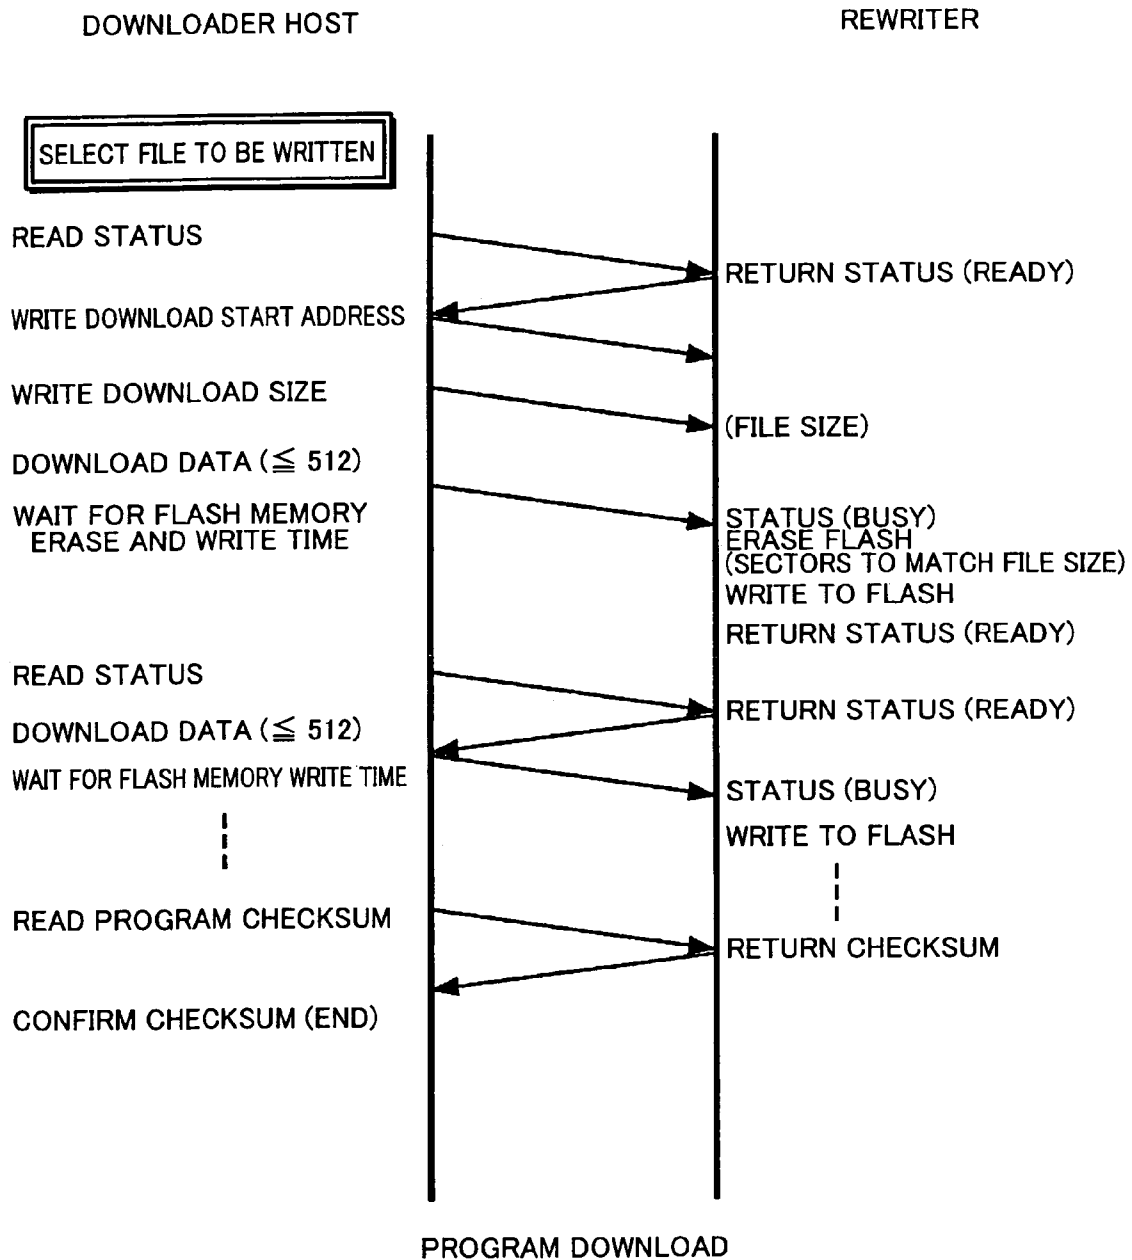 DOWNLOADER HOST
REWRITER
SELECT FILE TO BE WRITTEN
READ STATUS
RETURN STATUS (READY)
WRITE DOWNLOAD START ADDRESS
WRITE DOWNLOAD SIZE
(FILE SIZE)
DOWNLOAD DATA (≦ 512)
WAIT FOR FLASH MEMORY
ERASE AND WRITE TIME
STATUS (BUSY)
ERASE FLASH
(SECTORS TO MATCH FILE SIZE)
WRITE TO FLASH
RETURN STATUS (READY)
READ STATUS
RETURN STATUS (READY)
DOWNLOAD DATA (≦ 512)
WAIT FOR FLASH MEMORY WRITE TIME
STATUS (BUSY)
WRITE TO FLASH
READ PROGRAM CHECKSUM
RETURN CHECKSUM
CONFIRM CHECKSUM (END)
PROGRAM DOWNLOAD